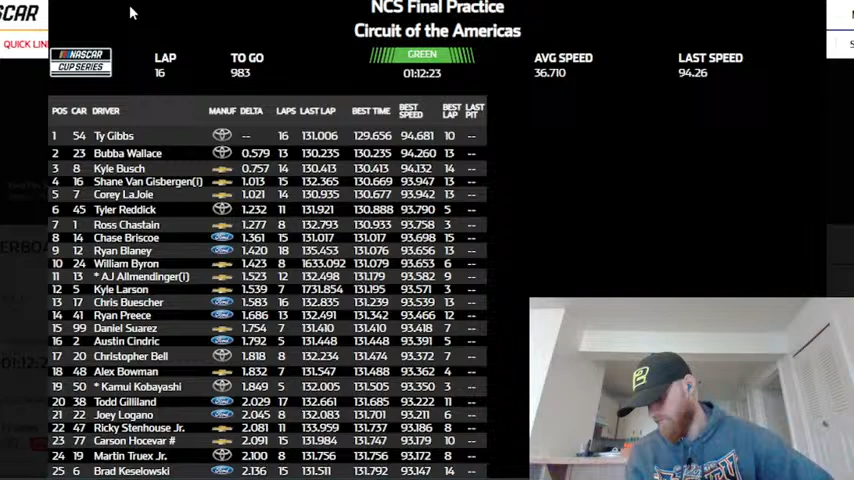 SCAR
QUICK LIN
NCS Final Practice
Circuit of the Americas
NASCAR
CUP SERIES
LAP TO GO GREEN AVG SPEED LAST SPEED
16 983 01:12:23 36.710 94.26
POS CAR DRIVER MANUF DELTA LAPS LAST LAP BEST TIME BEST SPEED BEST LAP LAST PIT
1 54 Ty Gibbs -- 16 131.006 129.656 94.681 10 --
2 23 Bubba Wallace 0.579 13 130.235 130.235 94.260 13 --
3 8 Kyle Busch 0.757 14 130.413 130.413 94.132 14 --
4 16 Shane Van Gisbergen(i) 1.013 15 132.365 130.669 93.947 13 --
5 7 Corey LaJoie 1.021 14 130.935 130.677 93.942 13 --
6 45 Tyler Reddick 1.232 11 131.921 130.888 93.790 5 --
7 1 Ross Chastain 1.277 8 132.793 130.933 93.758 3 --
8 14 Chase Briscoe Ford 1.361 15 131.017 131.017 93.698 15 --
9 12 Ryan Blaney Ford 1.420 18 135.453 131.076 93.656 13 --
10 24 William Byron 1.423 8 1633.092 131.079 93.653 6 --
11 13 * AJ Allmendinger(i) 1.523 12 132.498 131.179 93.582 9 --
12 5 Kyle Larson 1.539 7 1731.854 131.195 93.571 3 --
13 17 Chris Buescher Ford 1.583 16 132.835 131.239 93.539 13 --
14 41 Ryan Preece Ford 1.686 13 132.491 131.342 93.466 12 --
15 99 Daniel Suarez 1.754 7 131.410 131.410 93.418 7 --
16 2 Austin Cindric Ford 1.792 5 131.448 131.448 93.391 5 --
17 20 Christopher Bell 1.818 8 132.234 131.474 93.372 7 --
18 48 Alex Bowman 1.832 7 131.547 131.488 93.362 4 --
19 50 * Kamui Kobayashi 1.849 5 132.005 131.505 93.350 3 --
20 38 Todd Gilliland Ford 2.029 17 132.661 131.685 93.222 11 --
21 22 Joey Logano Ford 2.045 8 132.083 131.701 93.211 6 --
22 47 Ricky Stenhouse Jr. 2.081 11 133.959 131.737 93.186 8 --
23 77 Carson Hocevar # 2.091 15 131.984 131.747 93.179 10 --
24 19 Martin Truex Jr. 2.100 8 131.756 131.756 93.172 8 --
25 6 Brad Keselowski Ford 2.136 15 131.511 131.792 93.147 14 --